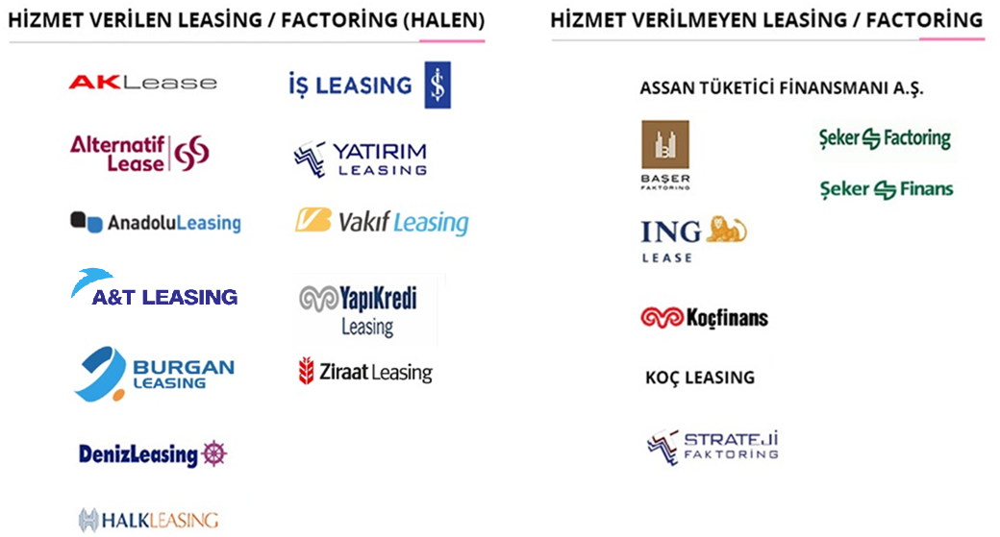 HİZMET VERİLEN LEASİNG / FACTORİNG (HALEN)
AKLease
Alternatif
Lease
AnadoluLeasing
A&T LEASING
BURGAN
LEASING
DenizLeasing
HALKLEASING
İŞ LEASING
YATIRIM
LEASING
Vakıf Leasing
YapıKredi
Leasing
Ziraat Leasing
HİZMET VERİLMEYEN LEASİNG / FACTORİNG
ASSAN TÜKETİCİ FİNANSMANI A.Ş.
BAŞER
FAKTORING
ING
LEASE
Koçfinans
KOÇ LEASING
STRATEJİ
FAKTORİNG
Şeker Factoring
Şeker Finans